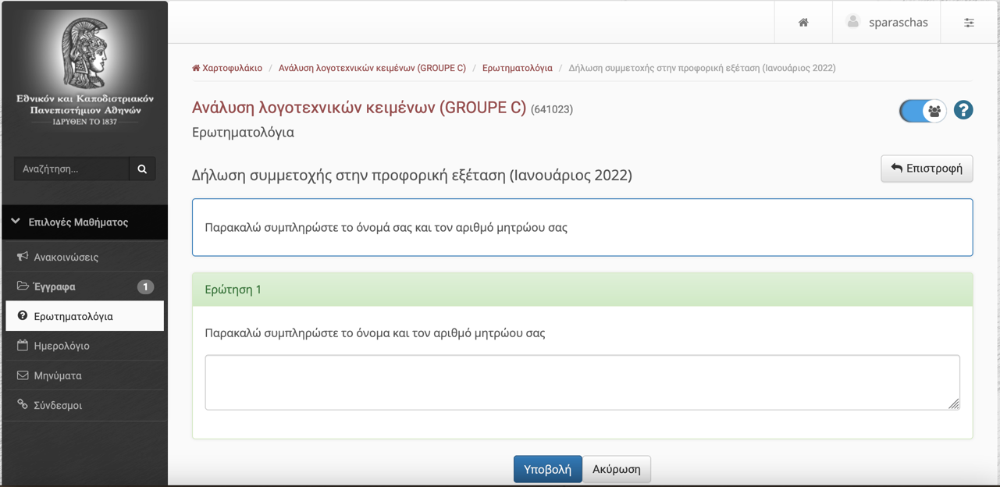 Εθνικόν και Καποδιστριακόν
Πανεπιστήμιον Αθηνών
ΙΔΡΥΘΕΝ ΤΟ 1837
Αναζήτηση...
Επιλογές Μαθήματος
Ανακοινώσεις
Έγγραφα 1
Ερωτηματολόγια
Ημερολόγιο
Μηνύματα
Σύνδεσμοι
sparaschas
Χαρτοφυλάκιο / Ανάλυση λογοτεχνικών κειμένων (GROUPE C) / Ερωτηματολόγια / Δήλωση συμμετοχής στην προφορική εξέταση (Ιανουάριος 2022)
Ανάλυση λογοτεχνικών κειμένων (GROUPE C) (641023)
Ερωτηματολόγια
Δήλωση συμμετοχής στην προφορική εξέταση (Ιανουάριος 2022)
Επιστροφή
Παρακαλώ συμπληρώστε το όνομά σας και τον αριθμό μητρώου σας
Ερώτηση 1
Παρακαλώ συμπληρώστε το όνομα και τον αριθμό μητρώου σας
Υποβολή Ακύρωση